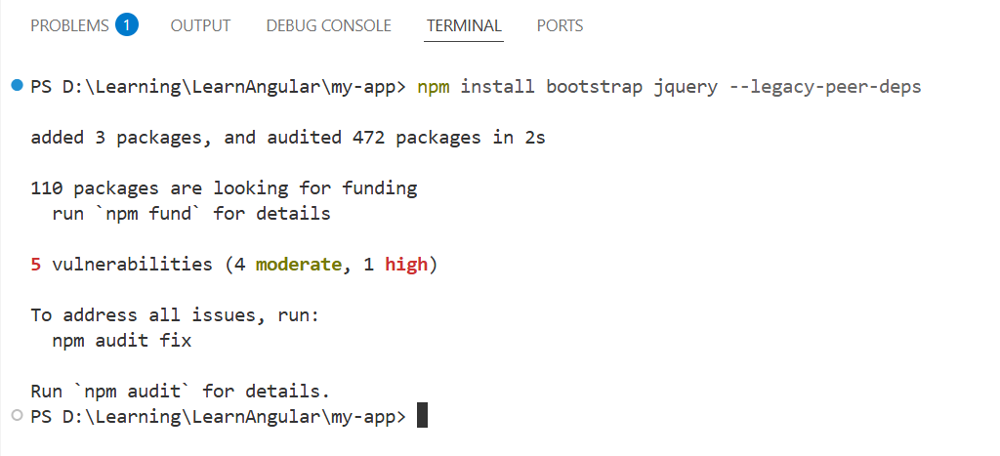 PROBLEMS 1 OUTPUT DEBUG CONSOLE TERMINAL PORTS
PS D:\Learning\LearnAngular\my-app> npm install bootstrap jquery --legacy-peer-deps
added 3 packages, and audited 472 packages in 2s
110 packages are looking for funding
  run `npm fund` for details
5 vulnerabilities (4 moderate, 1 high)
To address all issues, run:
  npm audit fix
Run `npm audit` for details.
PS D:\Learning\LearnAngular\my-app>